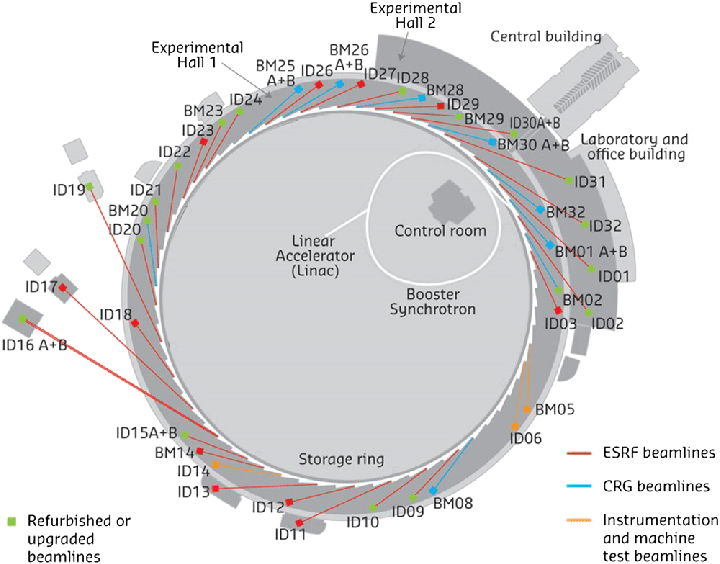 Experimental
Hall 2
Experimental
Hall 1
Central building
BM25
A+B
ID26
BM26
A+B
ID27
ID28
BM28
ID29
BM29
ID30A+B
BM30 A+B
Laboratory and
office building
BM23
ID24
ID23
ID22
ID31
ID19
ID21
BM20
ID20
BM32
ID32
BM01 A+B
ID01
Control room
Linear
Accelerator
(Linac)
Booster
Synchrotron
BM02
ID02
ID03
ID17
ID18
ID16 A+B
BM05
ID06
ID15A+B
BM14
ID14
ID13
Storage ring
ID12
ID11
ID10
ID09
BM08
ESRF beamlines
CRG beamlines
Instrumentation
and machine
test beamlines
Refurbished or
upgraded
beamlines